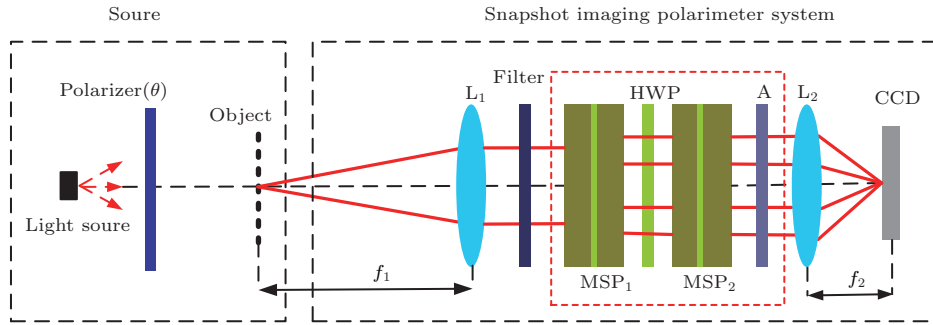 Soure
Snapshot imaging polarimeter system
Polarizer(θ)
Object
Light soure
L1
Filter
HWP
A
L2
CCD
MSP1
MSP2
f1
f2